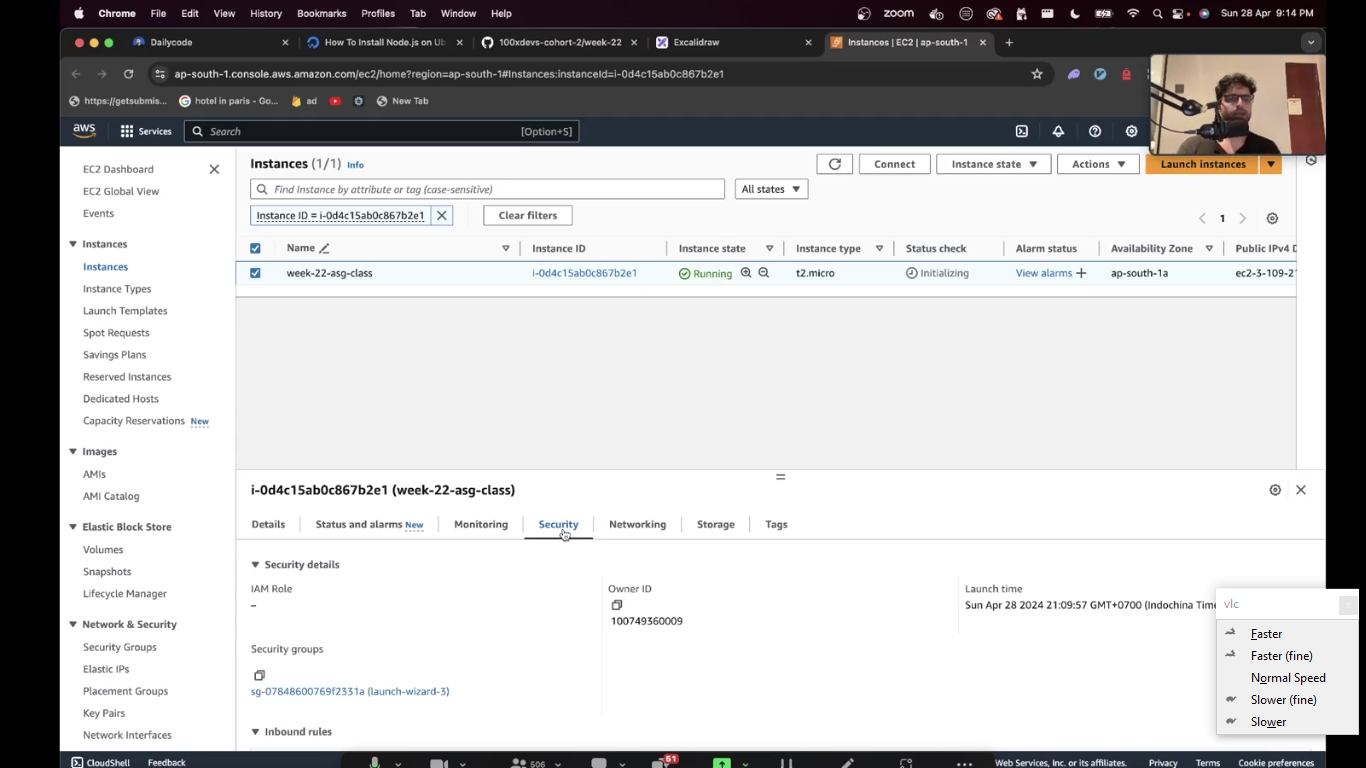 Chrome File Edit View History Bookmarks Profiles Tab Window Help zoom Sun 28 Apr 9:14 PM
Dailycode How To Install Node.js on Ub 100xdevs-cohort-2/week-22 Excalidraw Instances | EC2 | ap-south-1
ap-south-1.console.aws.amazon.com/ec2/home?region=ap-south-1#Instances:instanceId=i-0d4c15ab0c867b2e1
https://getsubmis... hotel in paris - Go... ad New Tab
aws Services Search [Option+S]
EC2 Dashboard
EC2 Global View
Events
Instances
Instances
Instance Types
Launch Templates
Spot Requests
Savings Plans
Reserved Instances
Dedicated Hosts
Capacity Reservations New
Images
AMIs
AMI Catalog
Elastic Block Store
Volumes
Snapshots
Lifecycle Manager
Network & Security
Security Groups
Elastic IPs
Placement Groups
Key Pairs
Network Interfaces
Instances (1/1) Info Connect Instance state Actions Launch instances
Find Instance by attribute or tag (case-sensitive) All states
Instance ID = i-0d4c15ab0c867b2e1 Clear filters 1
Name Instance ID Instance state Instance type Status check Alarm status Availability Zone Public IPv4 D
week-22-asg-class i-0d4c15ab0c867b2e1 Running t2.micro Initializing View alarms + ap-south-1a ec2-3-109-21
i-0d4c15ab0c867b2e1 (week-22-asg-class)
Details Status and alarms New Monitoring Security Networking Storage Tags
Security details
IAM Role Owner ID Launch time
– 100749360009 Sun Apr 28 2024 21:09:57 GMT+0700 (Indochina Time
Security groups
sg-07848600769f2331a (launch-wizard-3)
Inbound rules
vlc
Faster
Faster (fine)
Normal Speed
Slower (fine)
Slower
CloudShell Feedback 506 51 Web Services, Inc. or its affiliates. Privacy Terms Cookie preferences